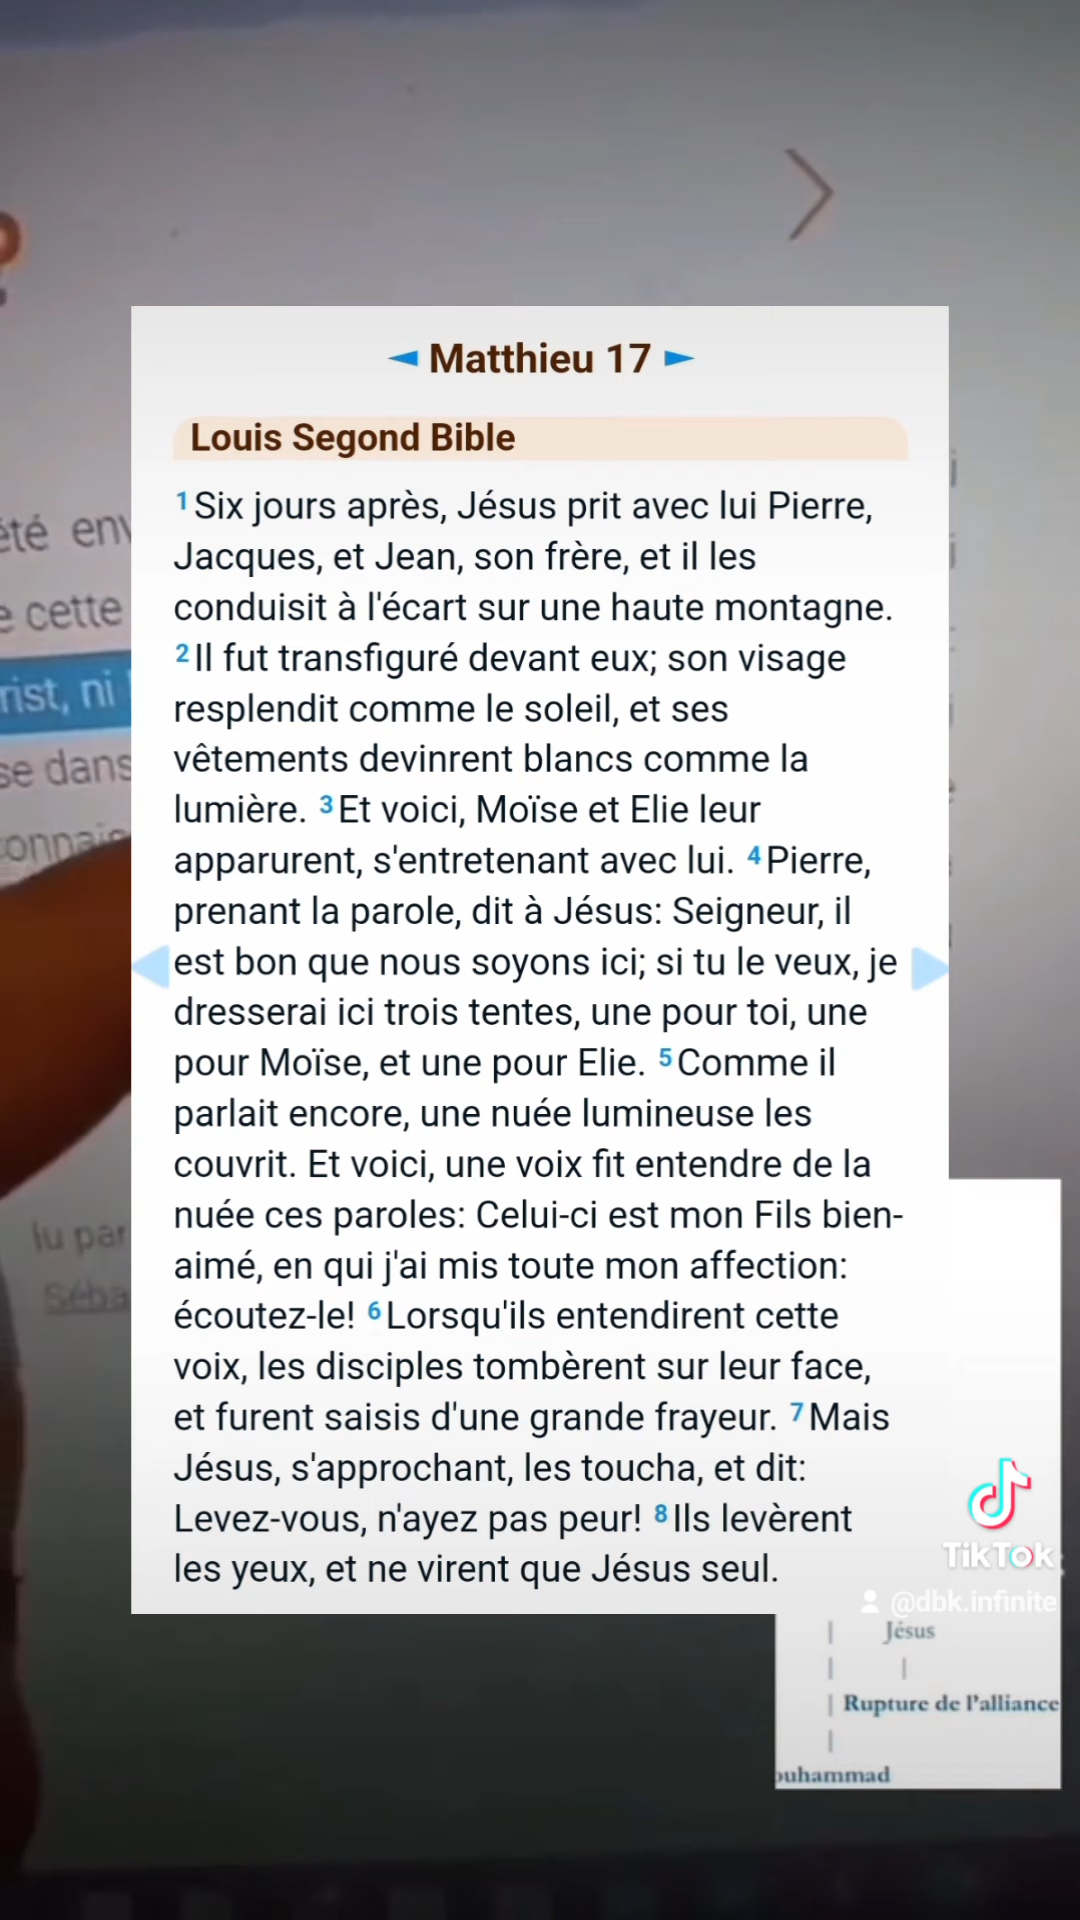 ?
été env
e cette
rist, ni
se dans
connais
lu par
Séba
◄ Matthieu 17 ►
Louis Segond Bible
1 Six jours après, Jésus prit avec lui Pierre,
Jacques, et Jean, son frère, et il les
conduisit à l'écart sur une haute montagne.
2 Il fut transfiguré devant eux; son visage
resplendit comme le soleil, et ses
vêtements devinrent blancs comme la
lumière. 3 Et voici, Moïse et Elie leur
apparurent, s'entretenant avec lui. 4 Pierre,
prenant la parole, dit à Jésus: Seigneur, il
est bon que nous soyons ici; si tu le veux, je
dresserai ici trois tentes, une pour toi, une
pour Moïse, et une pour Elie. 5 Comme il
parlait encore, une nuée lumineuse les
couvrit. Et voici, une voix fit entendre de la
nuée ces paroles: Celui-ci est mon Fils bien-
aimé, en qui j'ai mis toute mon affection:
écoutez-le! 6 Lorsqu'ils entendirent cette
voix, les disciples tombèrent sur leur face,
et furent saisis d'une grande frayeur. 7 Mais
Jésus, s'approchant, les toucha, et dit:
Levez-vous, n'ayez pas peur! 8 Ils levèrent
les yeux, et ne virent que Jésus seul.
TikTok
@dbk.infinite
Jésus
Rupture de l'alliance
ouhammad